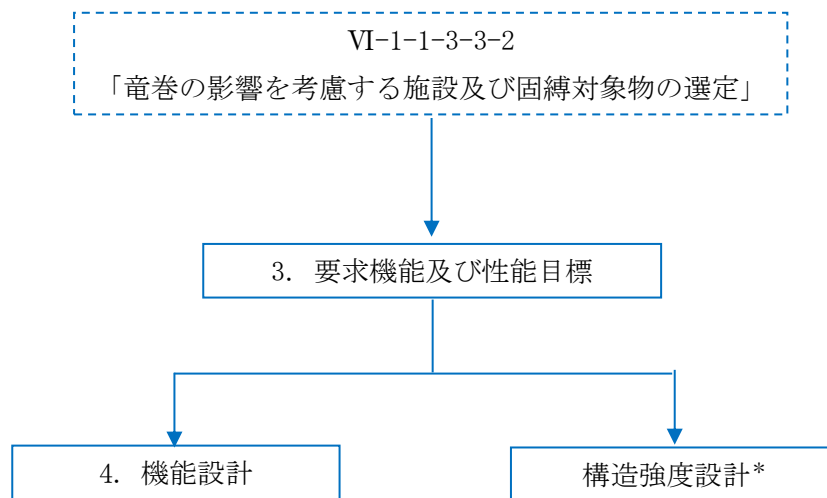 Ⅵ-1-1-3-3-2
「竜巻の影響を考慮する施設及び固縛対象物の選定」
3. 要求機能及び性能目標
4. 機能設計
構造強度設計*